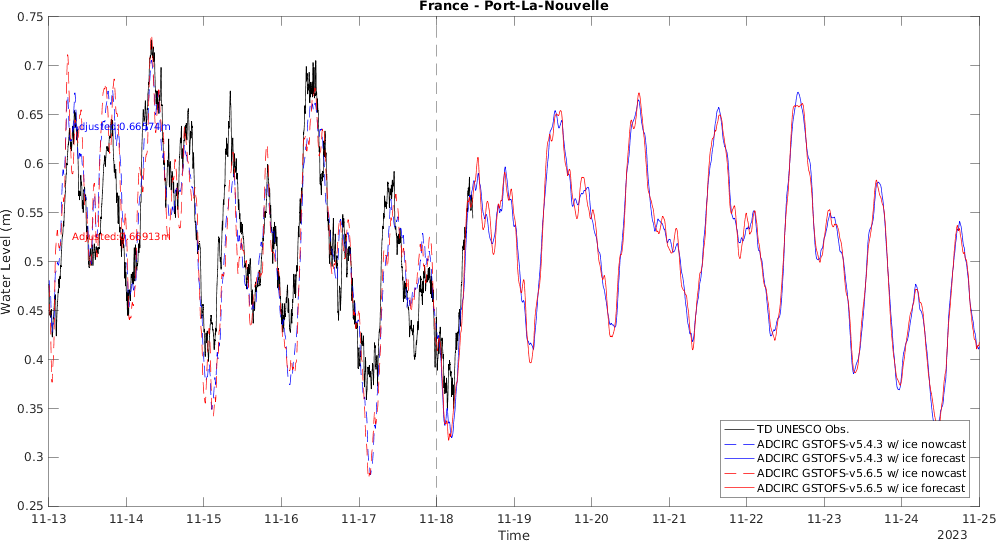 France - Port-La-Nouvelle
0.75
0.7
0.65
0.6
0.55
0.5
0.45
0.4
0.35
0.3
0.25
Water Level (m)
Adjusted:0.66574m
Adjusted:0.66913m
TD UNESCO Obs.
ADCIRC GSTOFS-v5.4.3 w/ ice nowcast
ADCIRC GSTOFS-v5.4.3 w/ ice forecast
ADCIRC GSTOFS-v5.6.5 w/ ice nowcast
ADCIRC GSTOFS-v5.6.5 w/ ice forecast
11-13 11-14 11-15 11-16 11-17 11-18 11-19 11-20 11-21 11-22 11-23 11-24 11-25
Time
2023